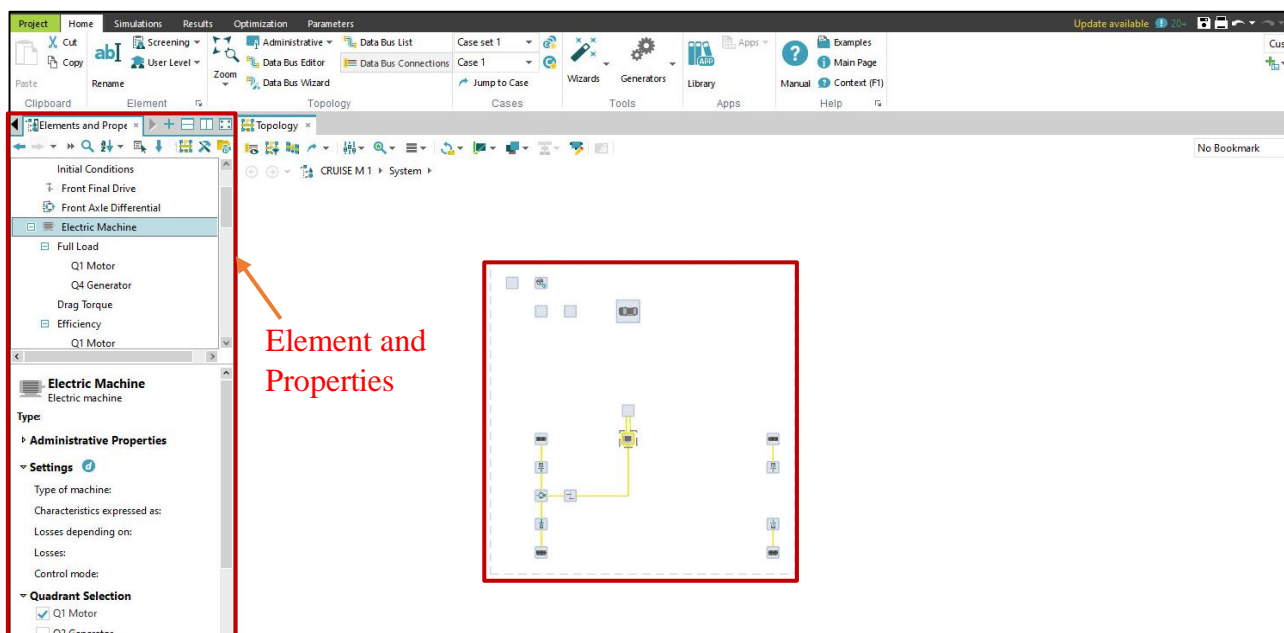 Project Home Simulations Results Optimization Parameters Update available 20+
Cut Screening Administrative Data Bus List Case set 1 Apps Examples Cus
Copy abI User Level Data Bus Editor Data Bus Connections Case 1 APP Main Page
Paste Rename Zoom Data Bus Wizard Jump to Case Wizards Generators Library Manual Context (F1)
Clipboard Element Topology Cases Tools Apps Help
Elements and Prope × Topology ×
No Bookmark
CRUISE M 1 System
Initial Conditions
Front Final Drive
Front Axle Differential
Electric Machine
Full Load
Q1 Motor
Q4 Generator
Drag Torque
Efficiency
Q1 Motor
Element and
Properties
Electric Machine
Electric machine
Type:
Administrative Properties
Settings d
Type of machine:
Characteristics expressed as:
Losses depending on:
Losses:
Control mode:
Quadrant Selection
Q1 Motor